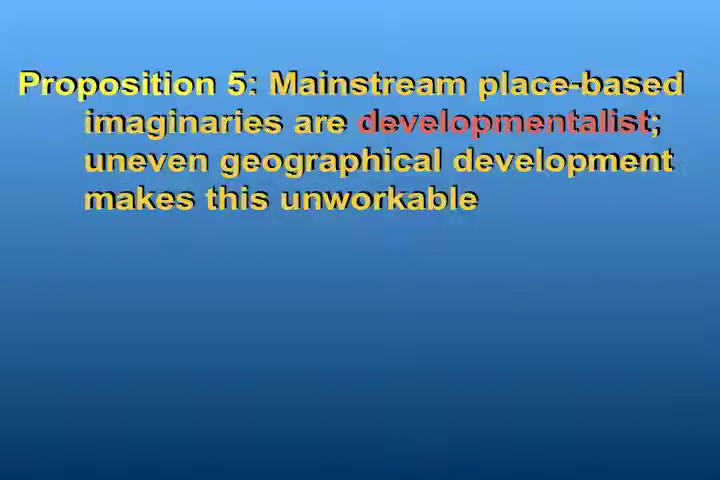 Proposition 5: Mainstream place-based
imaginaries are developmentalist;
uneven geographical development
makes this unworkable